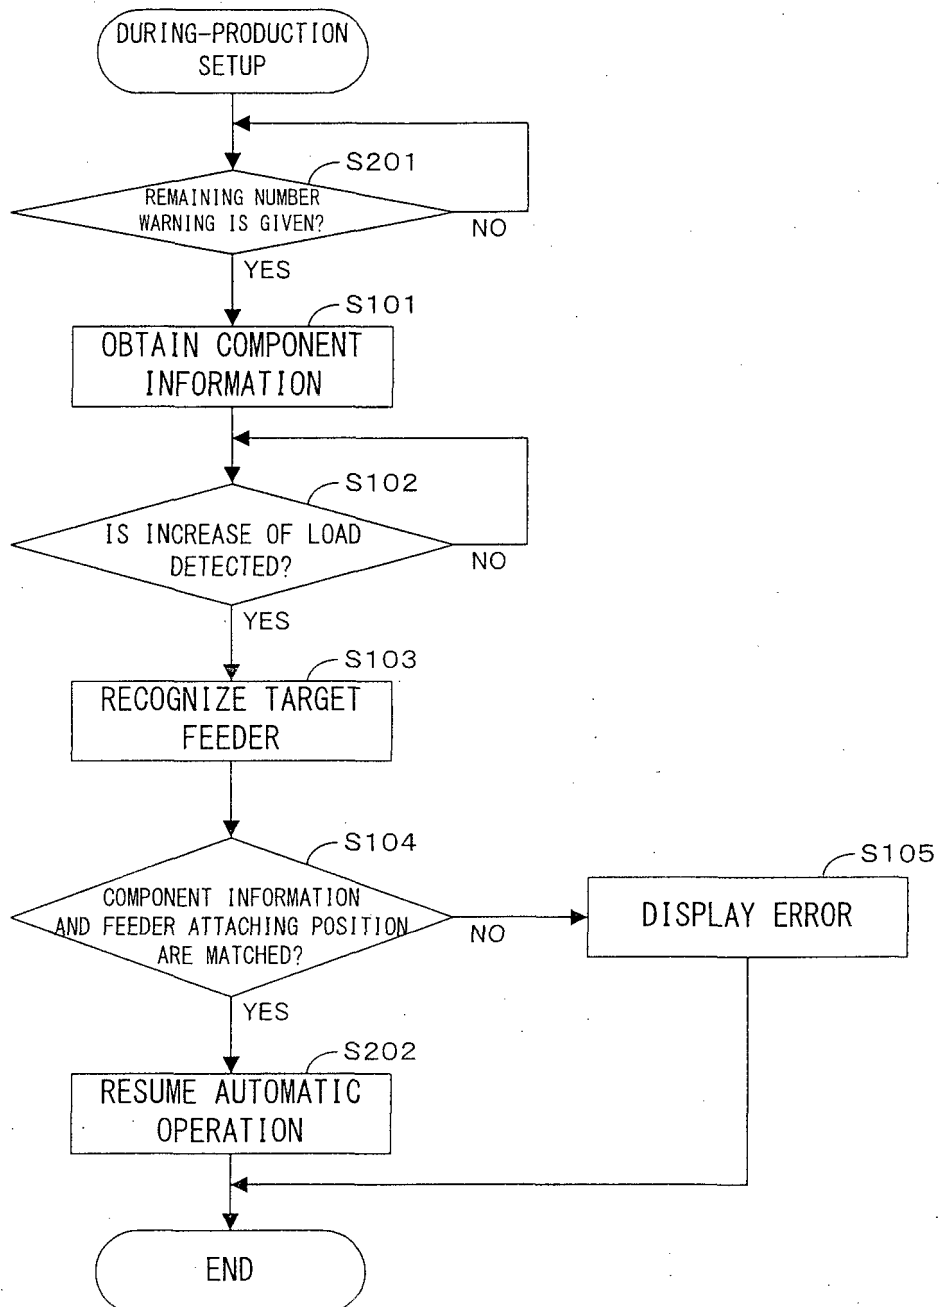 DURING-PRODUCTION
SETUP
S201
REMAINING NUMBER
WARNING IS GIVEN?
NO
YES
S101
OBTAIN COMPONENT
INFORMATION
S102
IS INCREASE OF LOAD
DETECTED?
NO
YES
S103
RECOGNIZE TARGET
FEEDER
S104
COMPONENT INFORMATION
AND FEEDER ATTACHING POSITION
ARE MATCHED?
NO
S105
DISPLAY ERROR
YES
S202
RESUME AUTOMATIC
OPERATION
END